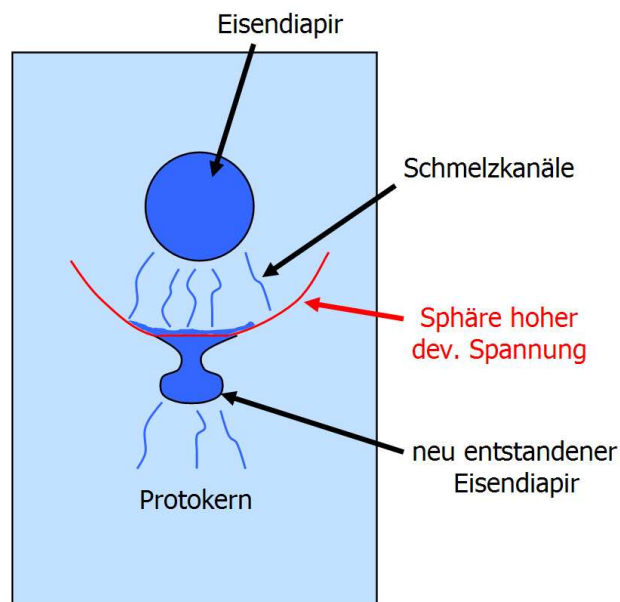 Eisendiapir
Schmelzkanäle
Sphäre hoher
dev. Spannung
neu entstandener
Eisendiapir
Protokern